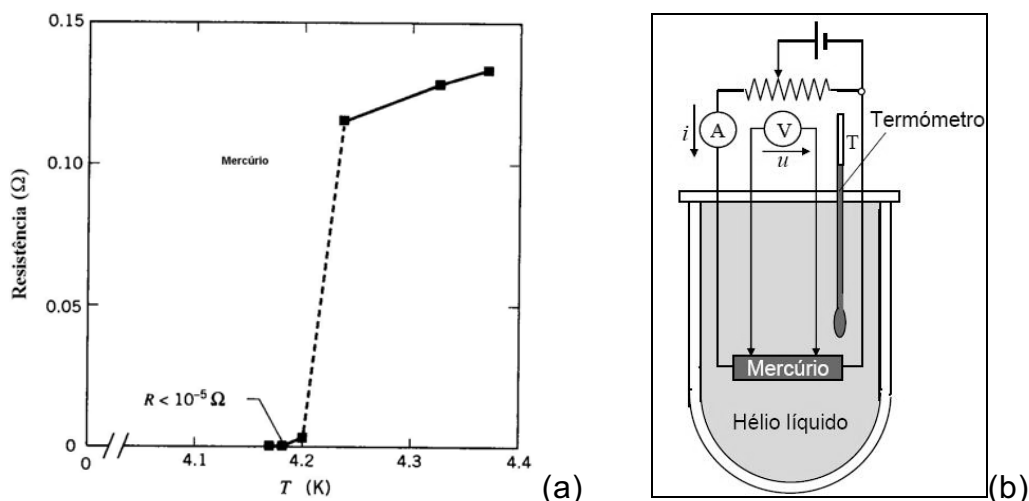 0.15
0.10
0.05
0
Resistência (Ω)
Mercúrio
R < 10⁻⁵ Ω
0 4.1 4.2 4.3 4.4
T (K)
(a)
Termómetro
i
A
V
u
T
Mercúrio
Hélio líquido
(b)